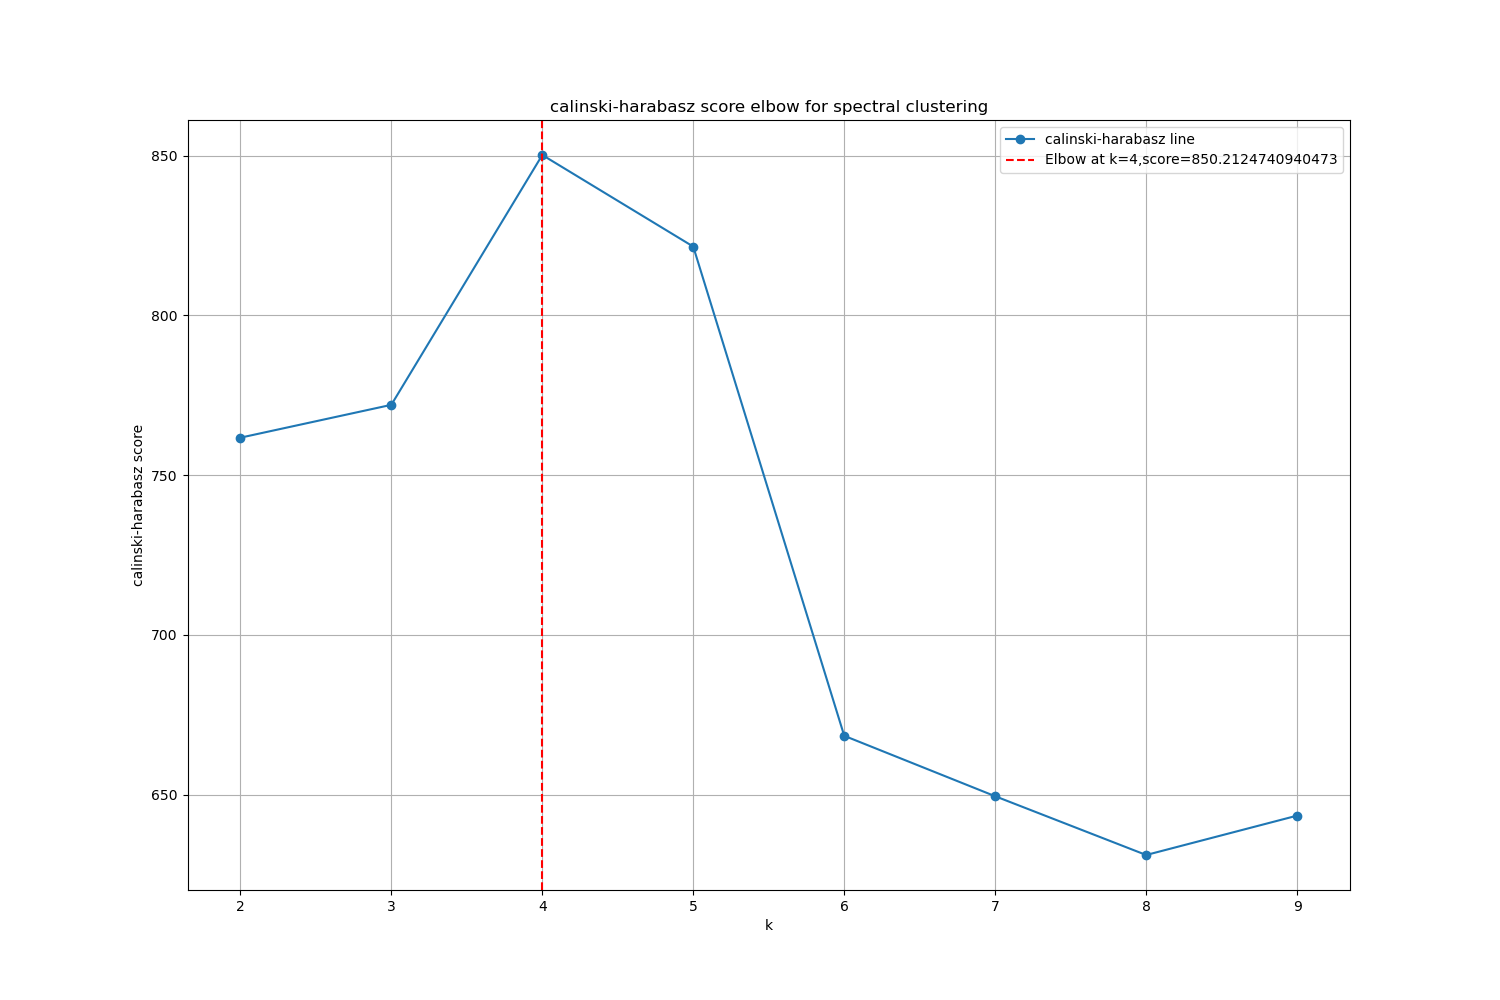 calinski-harabasz score elbow for spectral clustering
calinski-harabasz line
Elbow at k=4,score=850.2124740940473
850
800
750
700
650
calinski-harabasz score
2 3 4 5 6 7 8 9
k